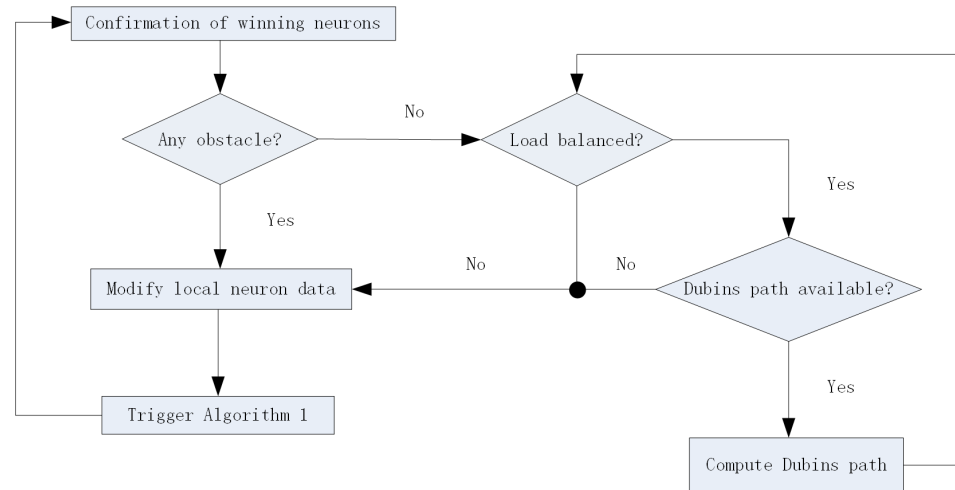 Confirmation of winning neurons
No
Any obstacle?
Load balanced?
Yes
Yes
No
No
Modify local neuron data
Dubins path available?
Yes
Trigger Algorithm 1
Compute Dubins path